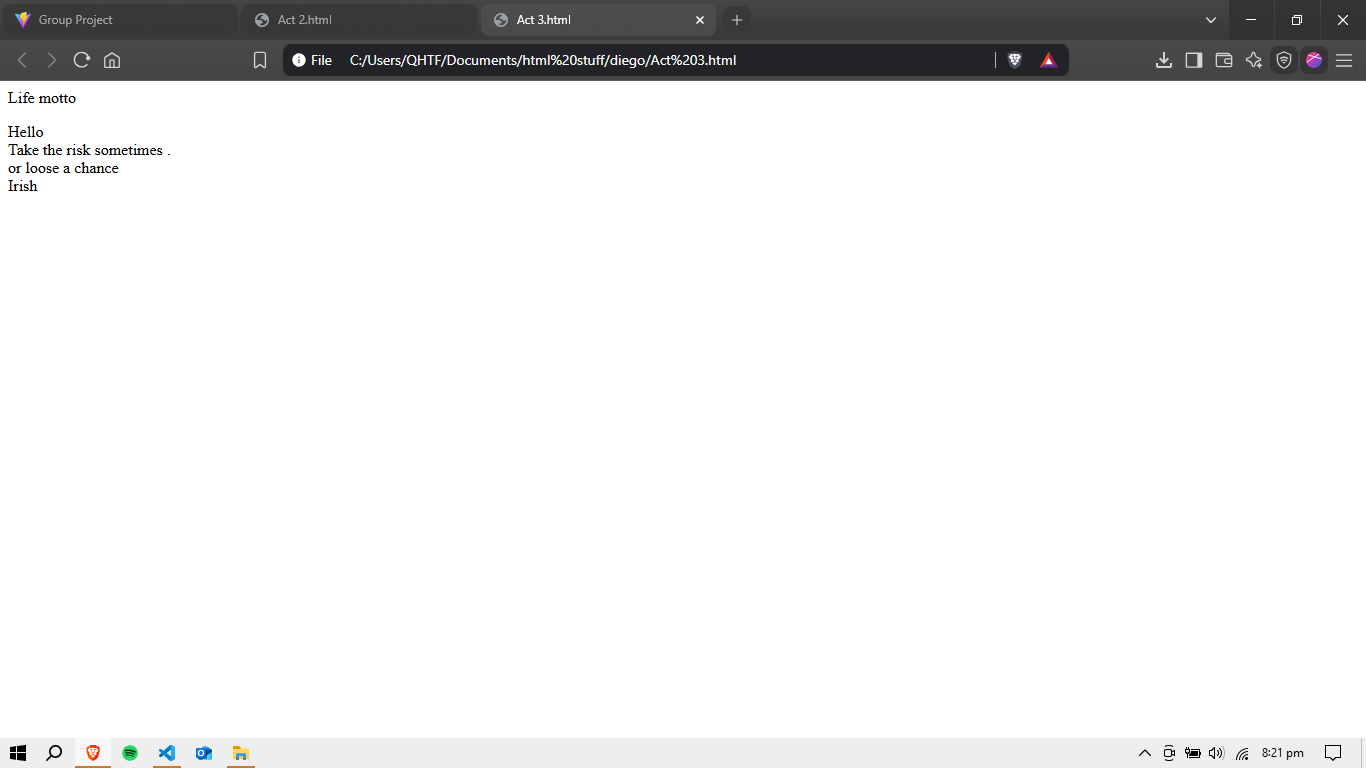 Group Project
Act 2.html
Act 3.html
File
C:/Users/QHTF/Documents/html%20stuff/diego/Act%203.html
Life motto
Hello
Take the risk sometimes .
or loose a chance
Irish
8:21 pm